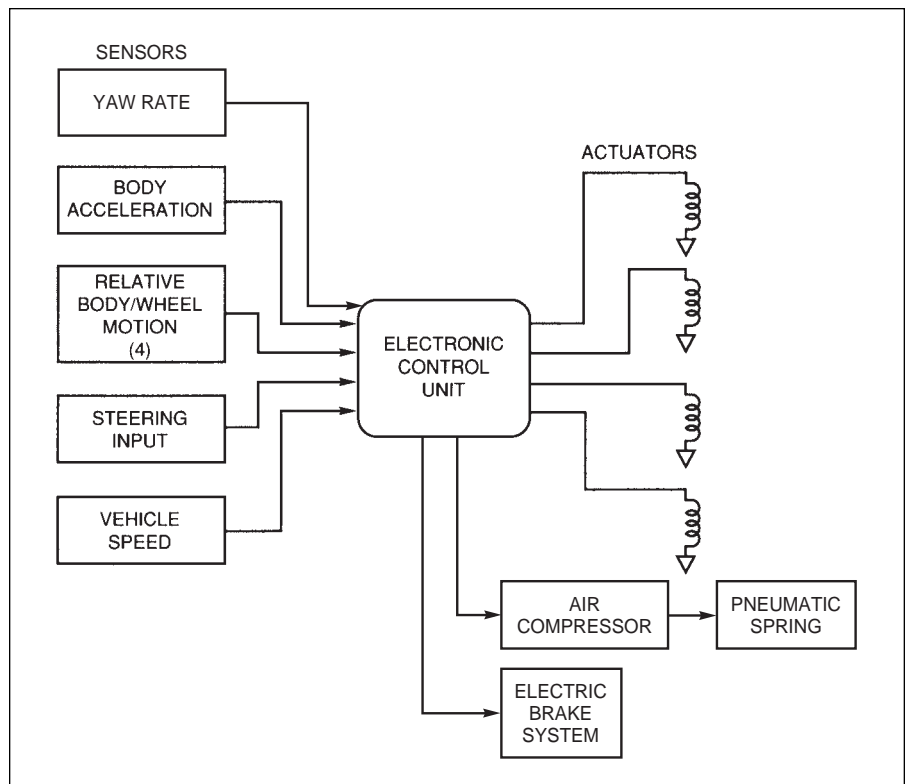 SENSORS
YAW RATE
BODY
ACCELERATION
RELATIVE
BODY/WHEEL
MOTION
(4)
STEERING
INPUT
VEHICLE
SPEED
ELECTRONIC
CONTROL
UNIT
ACTUATORS
AIR
COMPRESSOR
PNEUMATIC
SPRING
ELECTRIC
BRAKE
SYSTEM